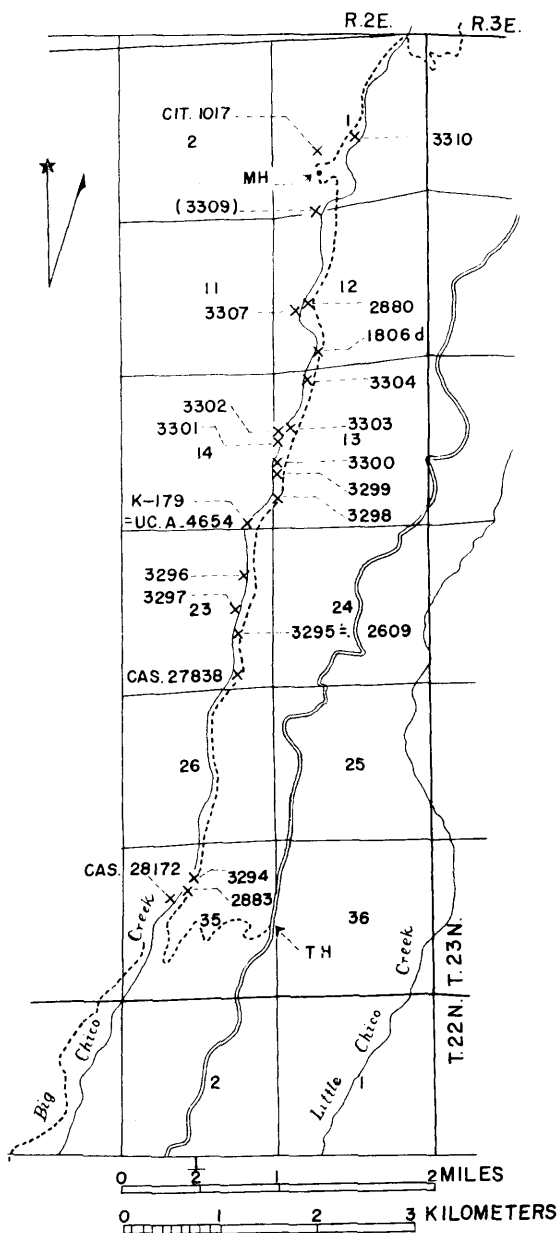 R.2E. R.3E.
CIT. 1017
1
2
3310
MH
(3309)
11
12
3307
2880
1806 d
3304
3302
3303
3301
13
14
3300
3299
K-179
3298
=UC. A-4654
3296
3297 23
24
3295 = 2609
CAS. 27838
26
25
CAS. 28172
3294
2883
35
36
TH
Creek
Chico
Big
Creek
Chico
Little
T.22N. T.23N.
2
1
0 1/2 1 2 MILES
0 1 2 3 KILOMETERS